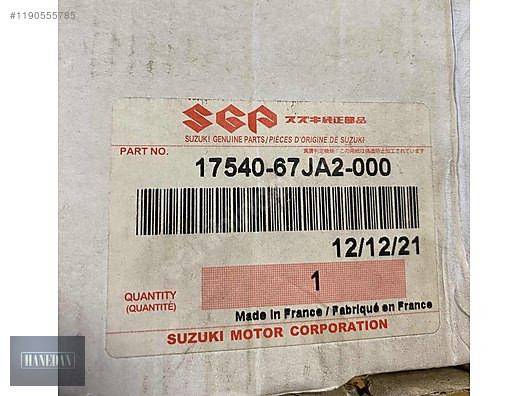 #1190555785
SGP スズキ純正部品
SUZUKI GENUINE PARTS/PIÈCES D'ORIGINE DE SUZUKI
PART NO.
17540-67JA2-000
12/12/21
1
QUANTITY
(QUANTITÉ)
Made in France / Fabriqué en France
SUZUKI MOTOR CORPORATION
HANEDAN